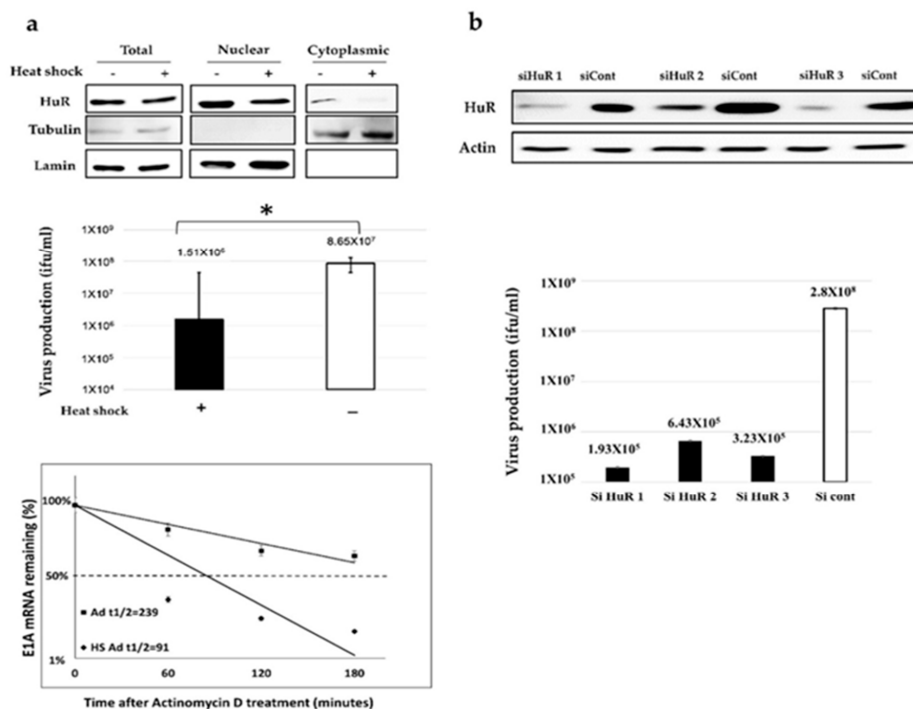 a
Total Nuclear Cytoplasmic
Heat shock - + - + - +
HuR
Tubulin
Lamin
*
Virus production (ifu/ml)
1X10⁹
1X10⁸
1X10⁷
1X10⁶
1X10⁵
1X10⁴
1.51X10⁶
8.65X10⁷
Heat shock + −
E1A mRNA remaining (%)
100%
50%
1%
Ad t1/2=239
HS Ad t1/2=91
0 60 120 180
Time after Actinomycin D treatment (minutes)
b
siHuR 1 siCont siHuR 2 siCont siHuR 3 siCont
HuR
Actin
Virus production (ifu/ml)
1X10⁹
1X10⁸
1X10⁷
1X10⁶
1X10⁵
1.93X10⁵
6.43X10⁵
3.23X10⁵
2.8X10⁸
Si HuR 1 Si HuR 2 Si HuR 3 Si cont